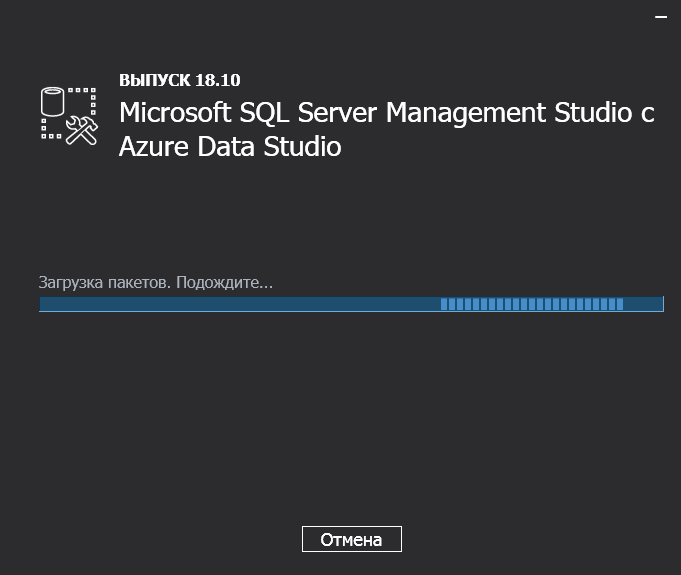 ВЫПУСК 18.10
Microsoft SQL Server Management Studio с
Azure Data Studio
Загрузка пакетов. Подождите...
Отмена